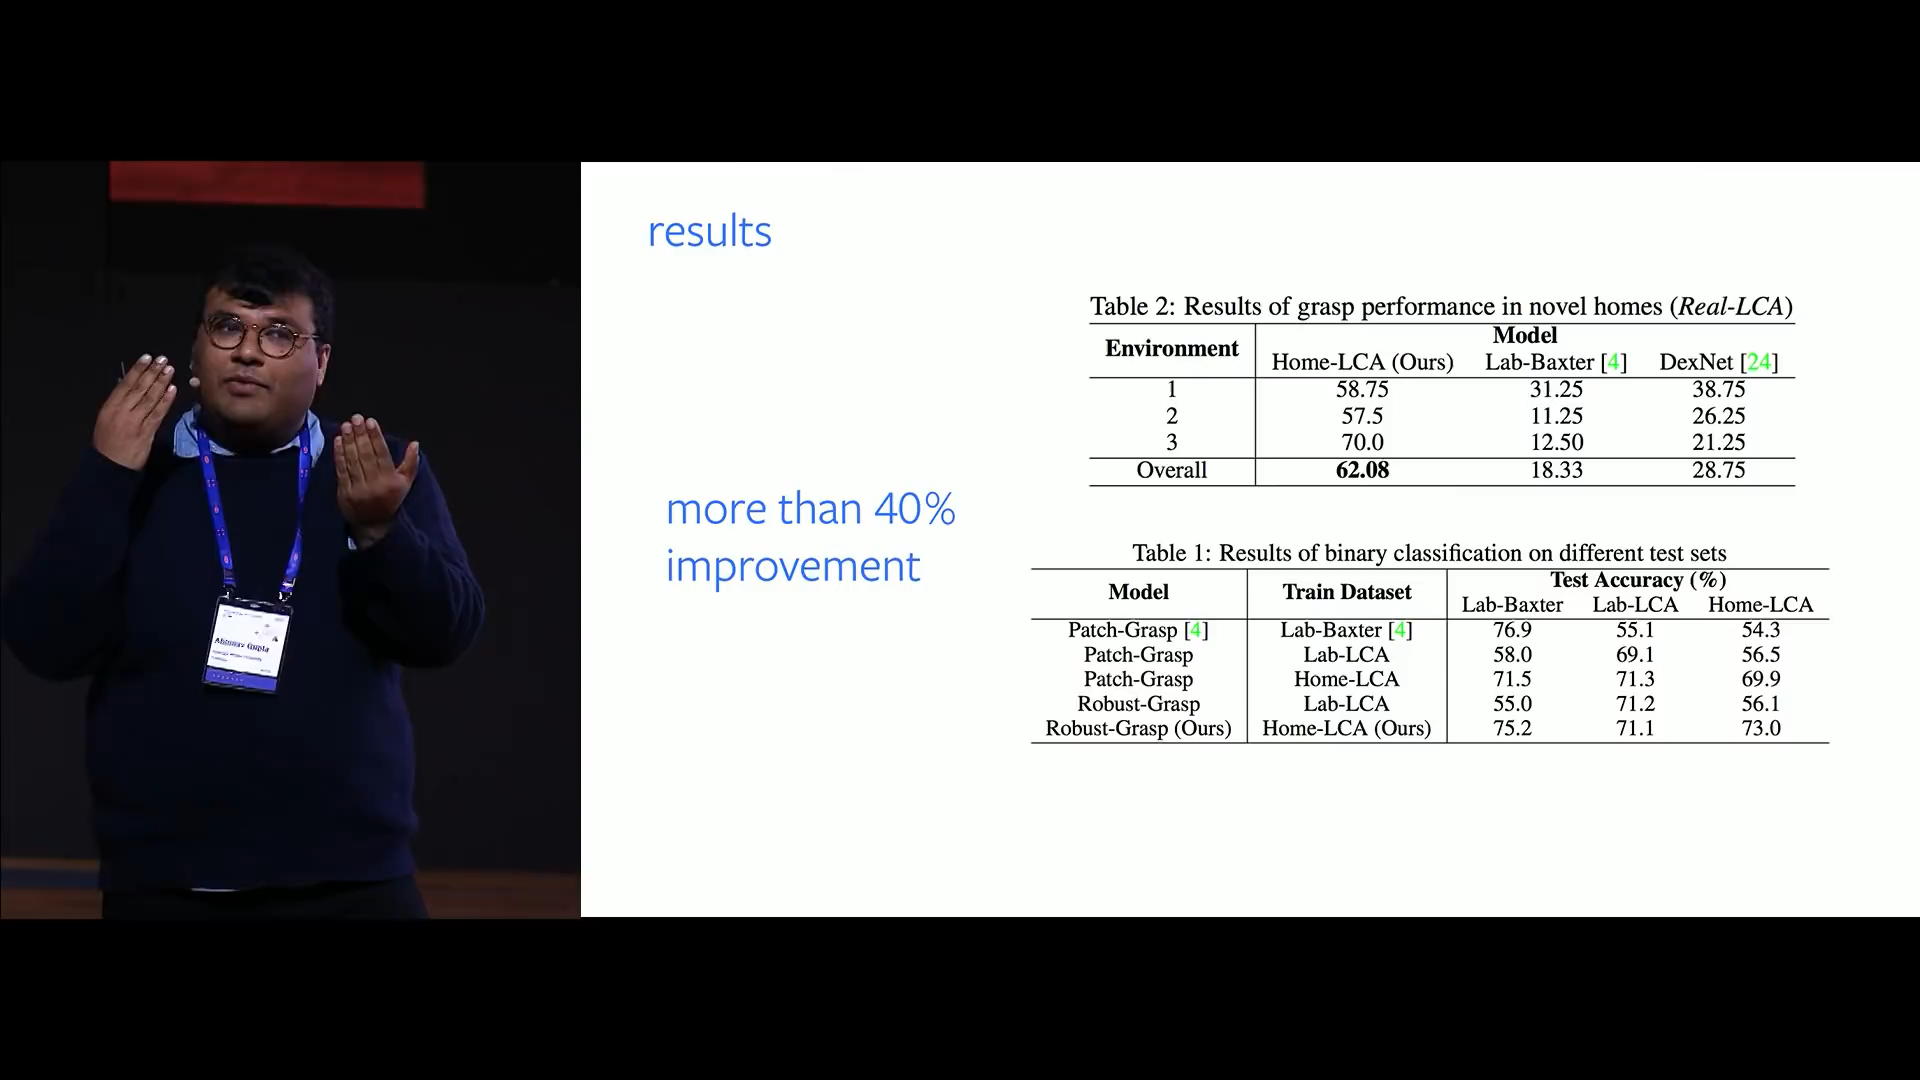 results
Table 2: Results of grasp performance in novel homes (Real-LCA)
Environment Model
Home-LCA (Ours) Lab-Baxter [4] DexNet [24]
1 58.75 31.25 38.75
2 57.5 11.25 26.25
3 70.0 12.50 21.25
Overall 62.08 18.33 28.75
more than 40%
improvement
Table 1: Results of binary classification on different test sets
Model Train Dataset Test Accuracy (%)
Lab-Baxter Lab-LCA Home-LCA
Patch-Grasp [4] Lab-Baxter [4] 76.9 55.1 54.3
Patch-Grasp Lab-LCA 58.0 69.1 56.5
Patch-Grasp Home-LCA 71.5 71.3 69.9
Robust-Grasp Lab-LCA 55.0 71.2 56.1
Robust-Grasp (Ours) Home-LCA (Ours) 75.2 71.1 73.0
Abhinav Gupta